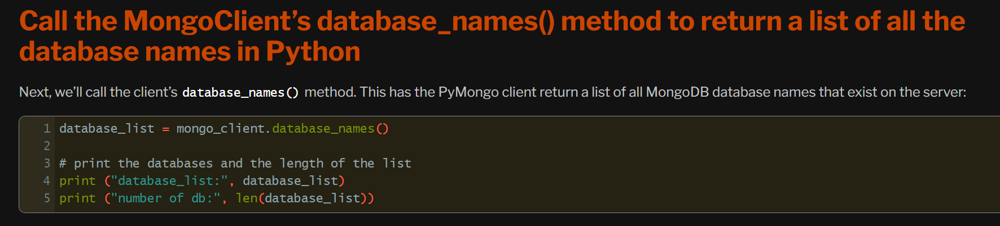 Call the MongoClient’s database_names() method to return a list of all the
database names in Python
Next, we’ll call the client’s database_names() method. This has the PyMongo client return a list of all MongoDB database names that exist on the server:
1 database_list = mongo_client.database_names()
2
3 # print the databases and the length of the list
4 print ("database_list:", database_list)
5 print ("number of db:", len(database_list))